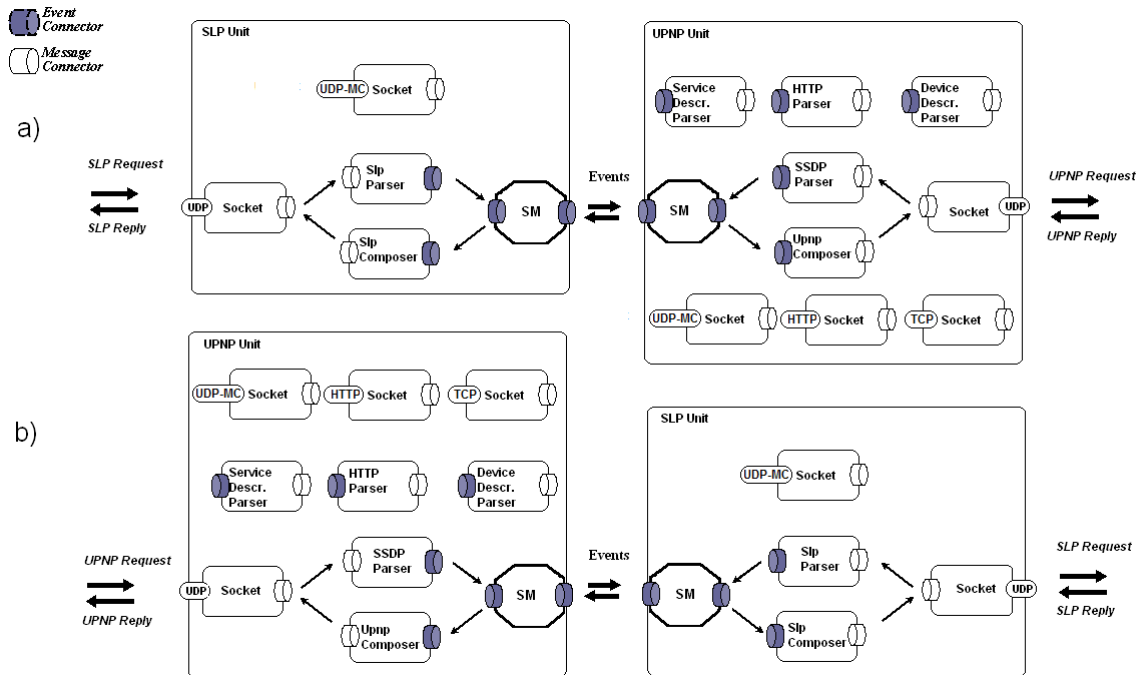 Event
Connector
Message
Connector
a)
SLP Unit
UDP-MC Socket
SLP Request
SLP Reply
UDP Socket
Slp
Parser
Slp
Composer
SM
Events
UPNP Unit
Service
Descr.
Parser
HTTP
Parser
Device
Descr.
Parser
SM
SSDP
Parser
Upnp
Composer
Socket UDP
UPNP Request
UPNP Reply
UDP-MC Socket
HTTP Socket
TCP Socket
b)
UPNP Unit
UDP-MC Socket
HTTP Socket
TCP Socket
Service
Descr.
Parser
HTTP
Parser
Device
Descr.
Parser
UPNP Request
UPNP Reply
UDP Socket
SSDP
Parser
Upnp
Composer
SM
Events
SLP Unit
UDP-MC Socket
SM
Slp
Parser
Slp
Composer
Socket UDP
SLP Request
SLP Reply